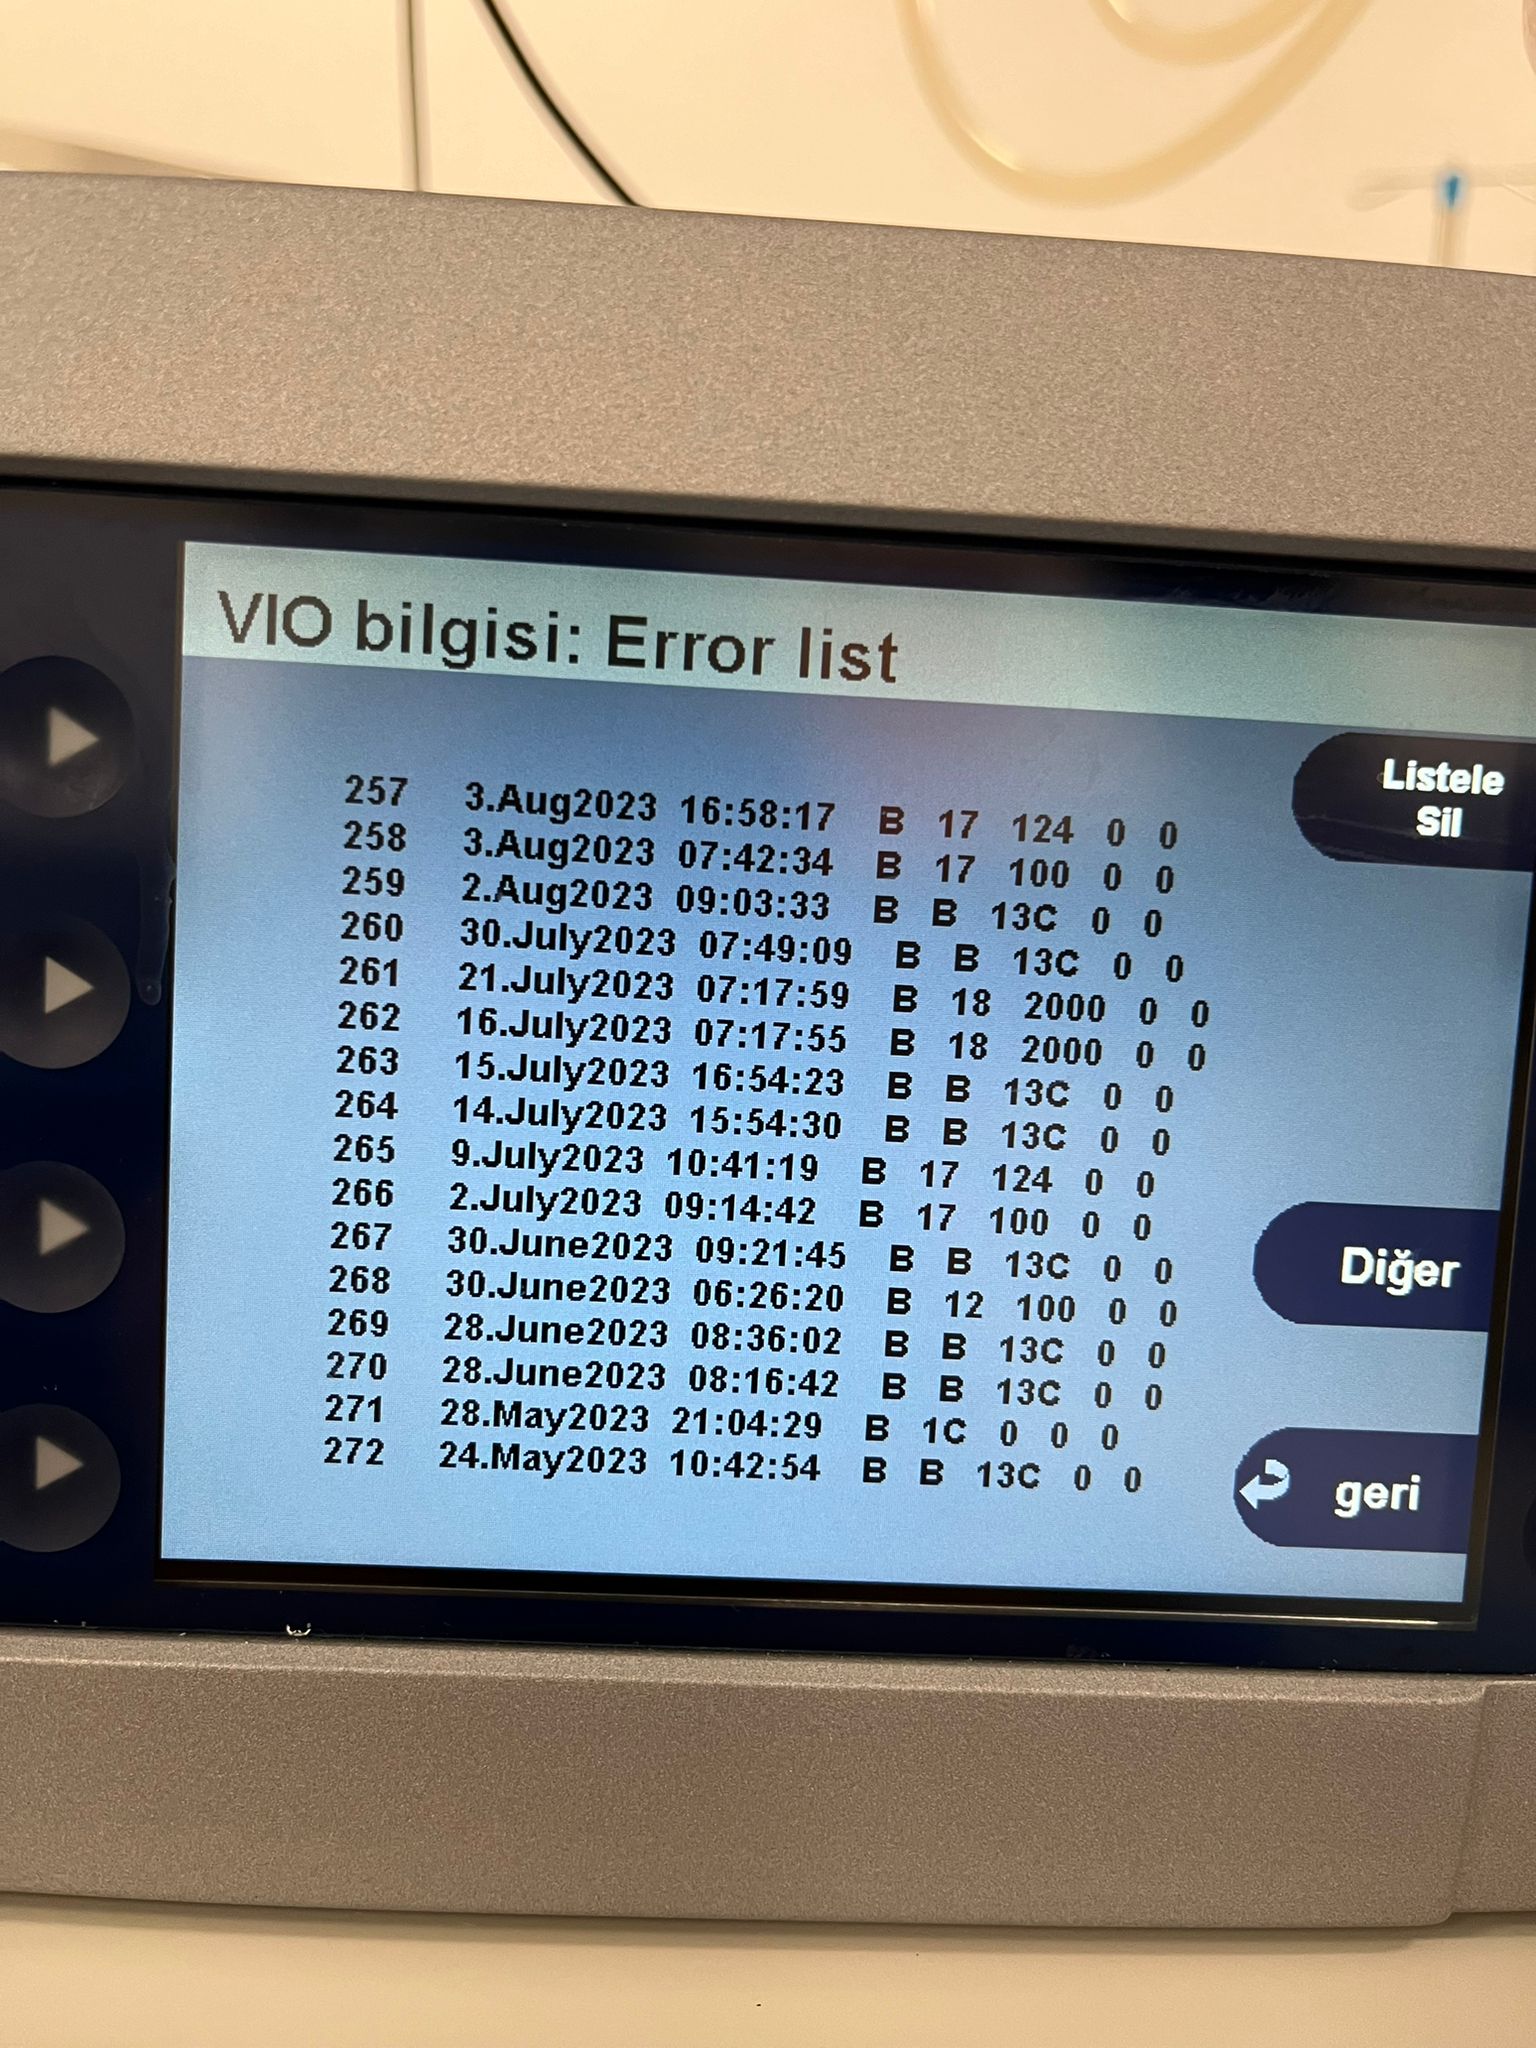 VIO bilgisi: Error list
257 3.Aug2023 16:58:17 B 17 124 0 0
258 3.Aug2023 07:42:34 B 17 100 0 0
259 2.Aug2023 09:03:33 B B 13C 0 0
260 30.July2023 07:49:09 B B 13C 0 0
261 21.July2023 07:17:59 B 18 2000 0 0
262 16.July2023 07:17:55 B 18 2000 0 0
263 15.July2023 16:54:23 B B 13C 0 0
264 14.July2023 15:54:30 B B 13C 0 0
265 9.July2023 10:41:19 B 17 124 0 0
266 2.July2023 09:14:42 B 17 100 0 0
267 30.June2023 09:21:45 B B 13C 0 0
268 30.June2023 06:26:20 B 12 100 0 0
269 28.June2023 08:36:02 B B 13C 0 0
270 28.June2023 08:16:42 B B 13C 0 0
271 28.May2023 21:04:29 B 1C 0 0 0
272 24.May2023 10:42:54 B B 13C 0 0
Listele
Sil
Diğer
geri